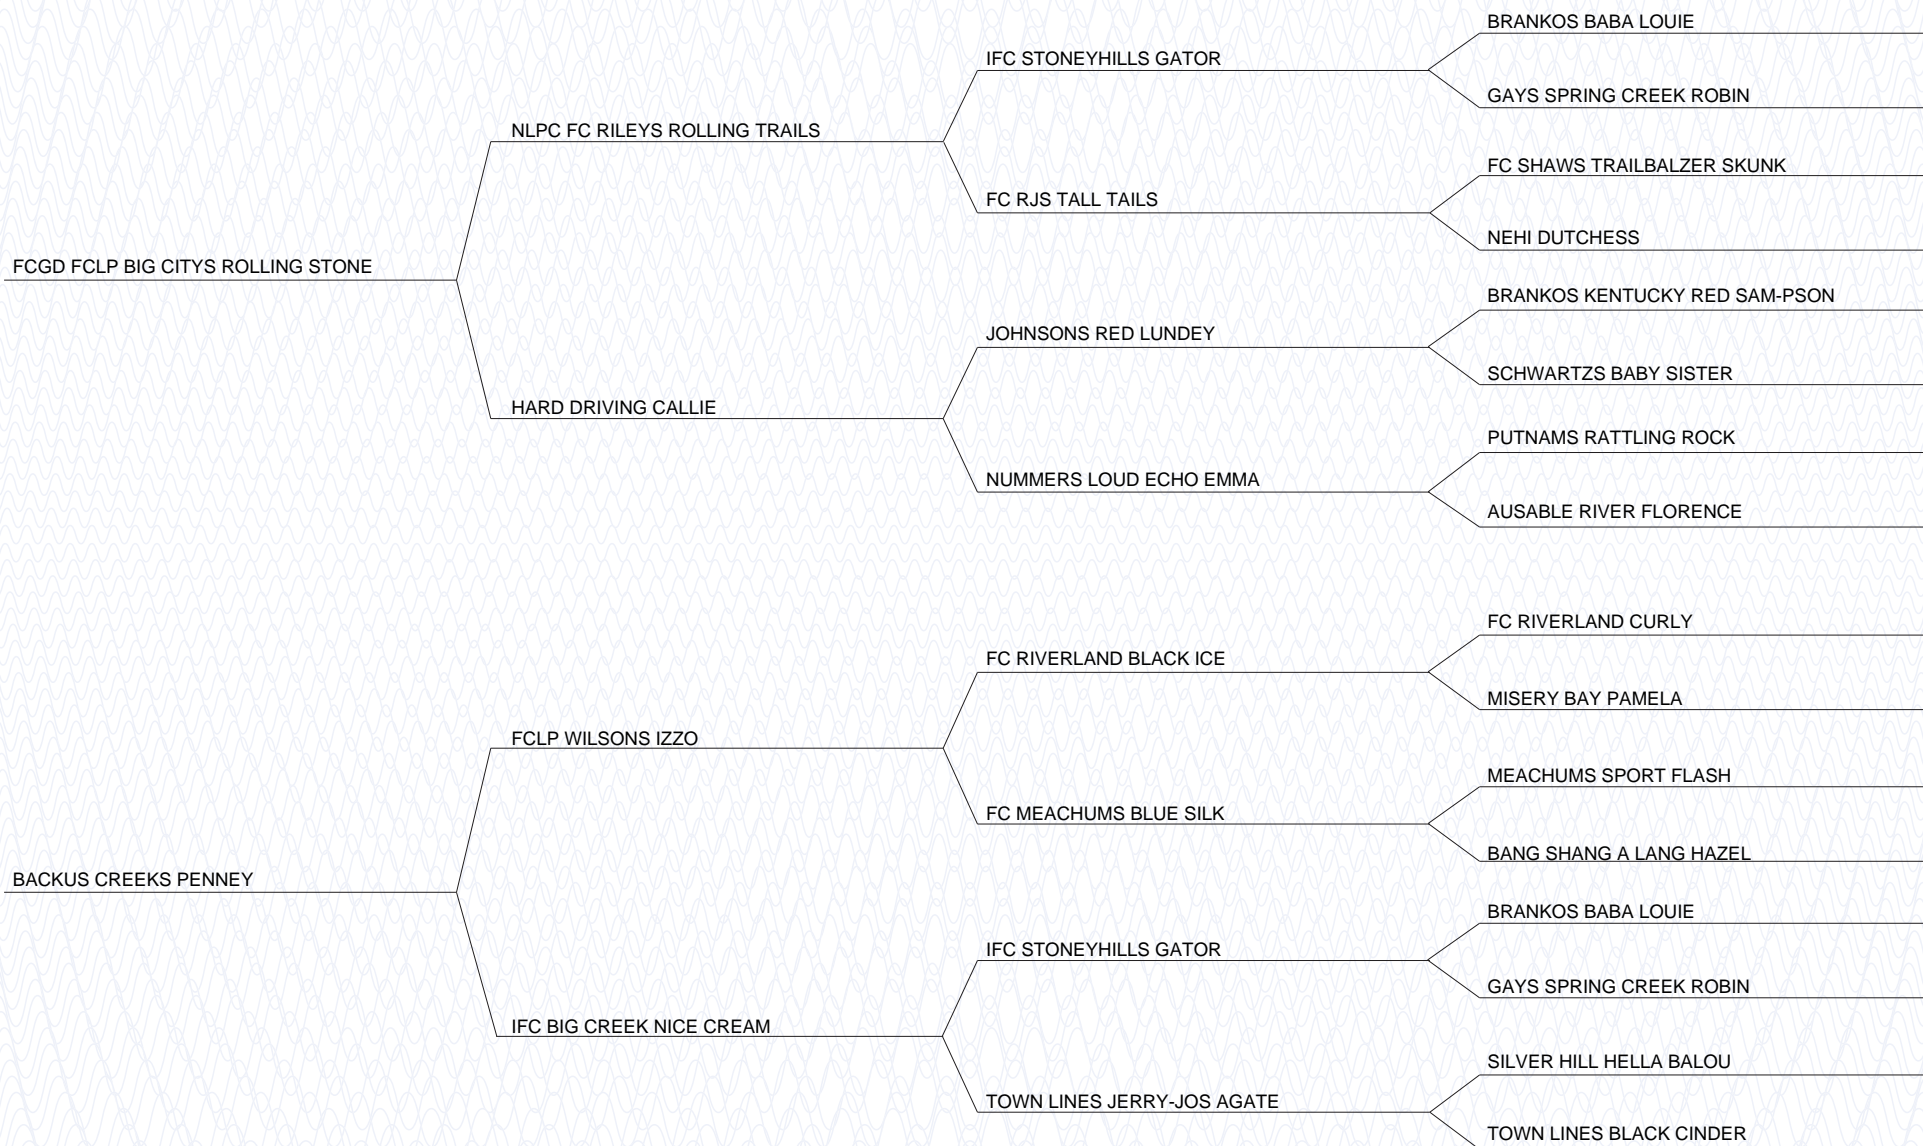 BRANKOS BABA LOUIE
IFC STONEYHILLS GATOR
GAYS SPRING CREEK ROBIN
NLPC FC RILEYS ROLLING TRAILS
FC SHAWS TRAILBALZER SKUNK
FC RJS TALL TAILS
NEHI DUTCHESS
FCGD FCLP BIG CITYS ROLLING STONE
BRANKOS KENTUCKY RED SAM-PSON
JOHNSONS RED LUNDEY
SCHWARTZS BABY SISTER
HARD DRIVING CALLIE
PUTNAMS RATTLING ROCK
NUMMERS LOUD ECHO EMMA
AUSABLE RIVER FLORENCE
FC RIVERLAND CURLY
FC RIVERLAND BLACK ICE
MISERY BAY PAMELA
FCLP WILSONS IZZO
MEACHUMS SPORT FLASH
FC MEACHUMS BLUE SILK
BANG SHANG A LANG HAZEL
BACKUS CREEKS PENNEY
BRANKOS BABA LOUIE
IFC STONEYHILLS GATOR
GAYS SPRING CREEK ROBIN
IFC BIG CREEK NICE CREAM
SILVER HILL HELLA BALOU
TOWN LINES JERRY-JOS AGATE
TOWN LINES BLACK CINDER